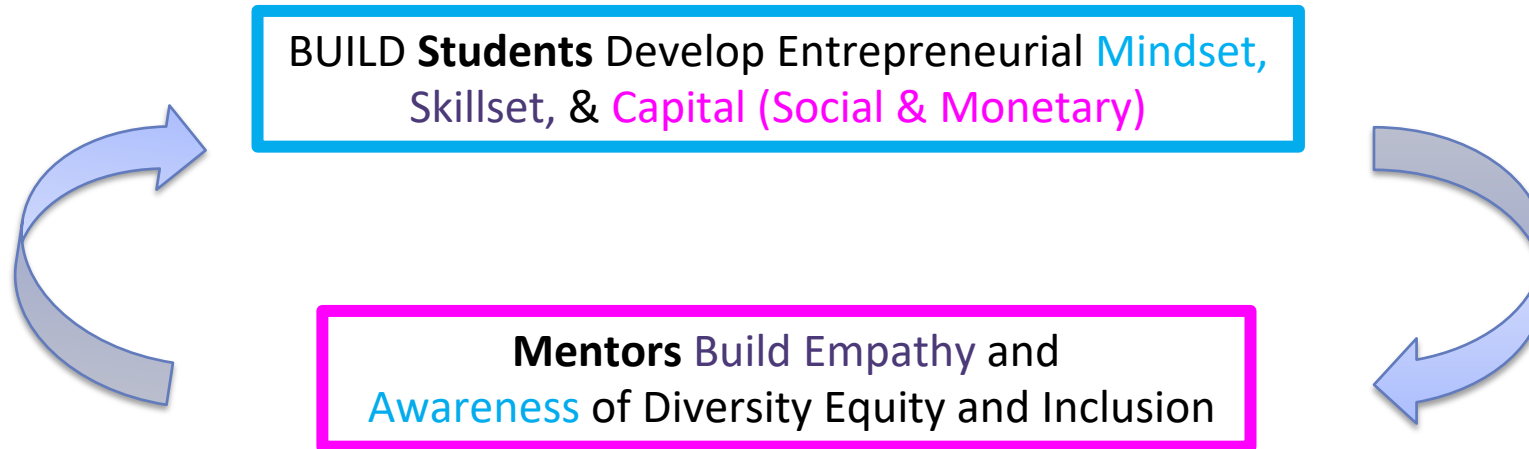 BUILD Students Develop Entrepreneurial Mindset,
Skillset, & Capital (Social & Monetary)
Mentors Build Empathy and
Awareness of Diversity Equity and Inclusion